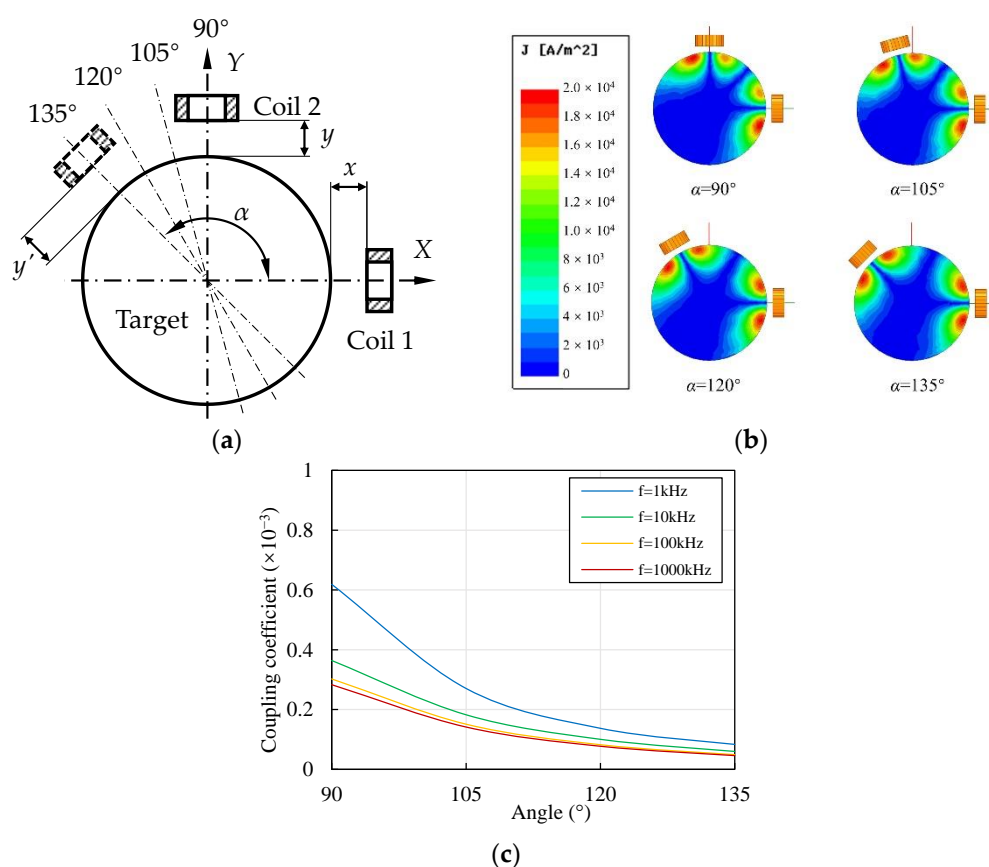 90°
105°
120°
135°
Y
Coil 2
y
x
α
X
y'
Target
Coil 1
(a)
J [A/m^2]
2.0 × 10⁴
1.8 × 10⁴
1.6 × 10⁴
1.4 × 10⁴
1.2 × 10⁴
1.0 × 10⁴
8 × 10³
6 × 10³
4 × 10³
2 × 10³
0
α=90°
α=105°
α=120°
α=135°
(b)
Coupling coefficient (×10⁻³)
1
0.8
0.6
0.4
0.2
0
f=1kHz
f=10kHz
f=100kHz
f=1000kHz
90
105
120
135
Angle (°)
(c)